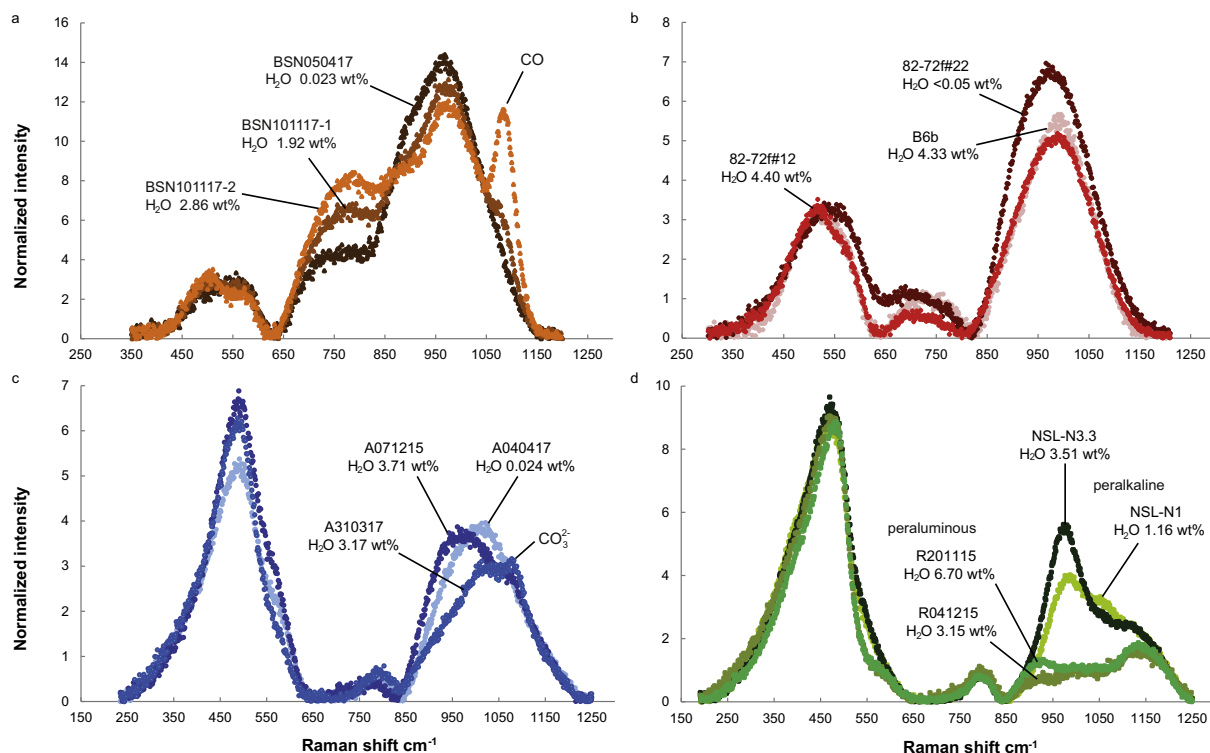 a
16
14
12
10
8
6
4
2
0
Normalized intensity
BSN050417
H₂O 0.023 wt%
CO
BSN101117-1
H₂O 1.92 wt%
BSN101117-2
H₂O 2.86 wt%
250 350 450 550 650 750 850 950 1050 1150 1250
b
8
7
6
5
4
3
2
1
0
82-72f#22
H₂O <0.05 wt%
B6b
H₂O 4.33 wt%
82-72f#12
H₂O 4.40 wt%
250 350 450 550 650 750 850 950 1050 1150 1250
c
7
6
5
4
3
2
1
0
Normalized intensity
A071215
H₂O 3.71 wt%
A040417
H₂O 0.024 wt%
A310317
H₂O 3.17 wt%
CO₃²⁻
50 150 250 350 450 550 650 750 850 950 1050 1150 1250
Raman shift cm⁻¹
d
10
8
6
4
2
0
NSL-N3.3
H₂O 3.51 wt%
peralkaline
NSL-N1
H₂O 1.16 wt%
peraluminous
R201115
H₂O 6.70 wt%
R041215
H₂O 3.15 wt%
150 250 350 450 550 650 750 850 950 1050 1150 1250
Raman shift cm⁻¹